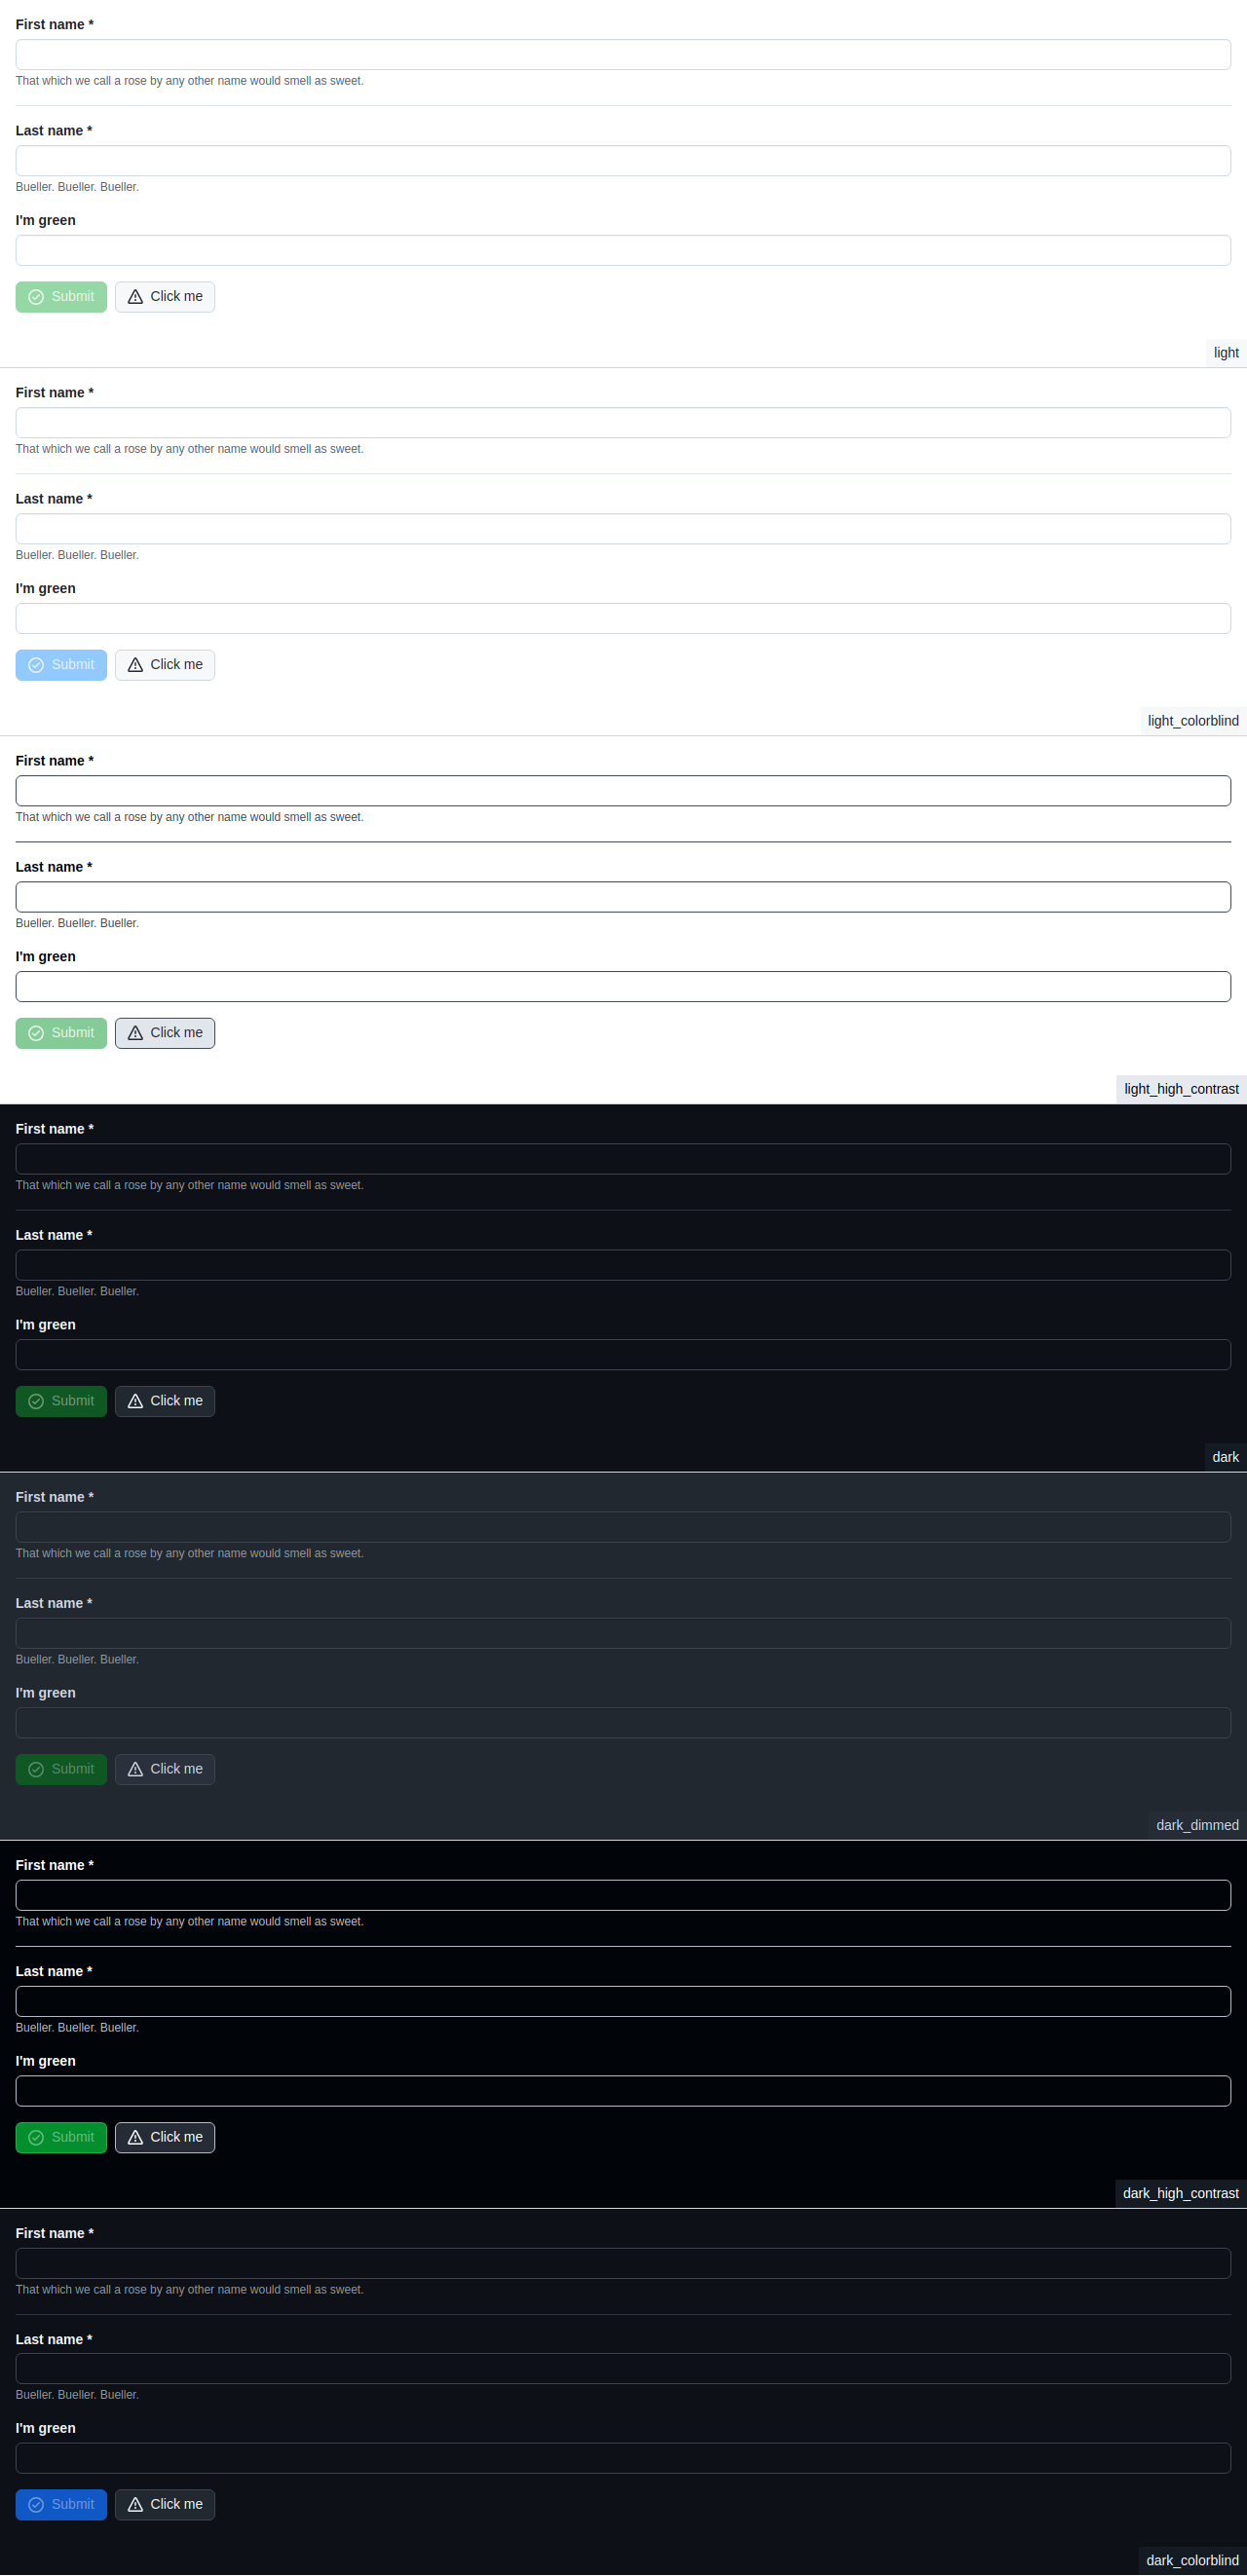 First name *
That which we call a rose by any other name would smell as sweet.
Last name *
Bueller. Bueller. Bueller.
I'm green
Submit Click me
light
First name *
That which we call a rose by any other name would smell as sweet.
Last name *
Bueller. Bueller. Bueller.
I'm green
Submit Click me
light_colorblind
First name *
That which we call a rose by any other name would smell as sweet.
Last name *
Bueller. Bueller. Bueller.
I'm green
Submit Click me
light_high_contrast
First name *
That which we call a rose by any other name would smell as sweet.
Last name *
Bueller. Bueller. Bueller.
I'm green
Submit Click me
dark
First name *
That which we call a rose by any other name would smell as sweet.
Last name *
Bueller. Bueller. Bueller.
I'm green
Submit Click me
dark_dimmed
First name *
That which we call a rose by any other name would smell as sweet.
Last name *
Bueller. Bueller. Bueller.
I'm green
Submit Click me
dark_high_contrast
First name *
That which we call a rose by any other name would smell as sweet.
Last name *
Bueller. Bueller. Bueller.
I'm green
Submit Click me
dark_colorblind